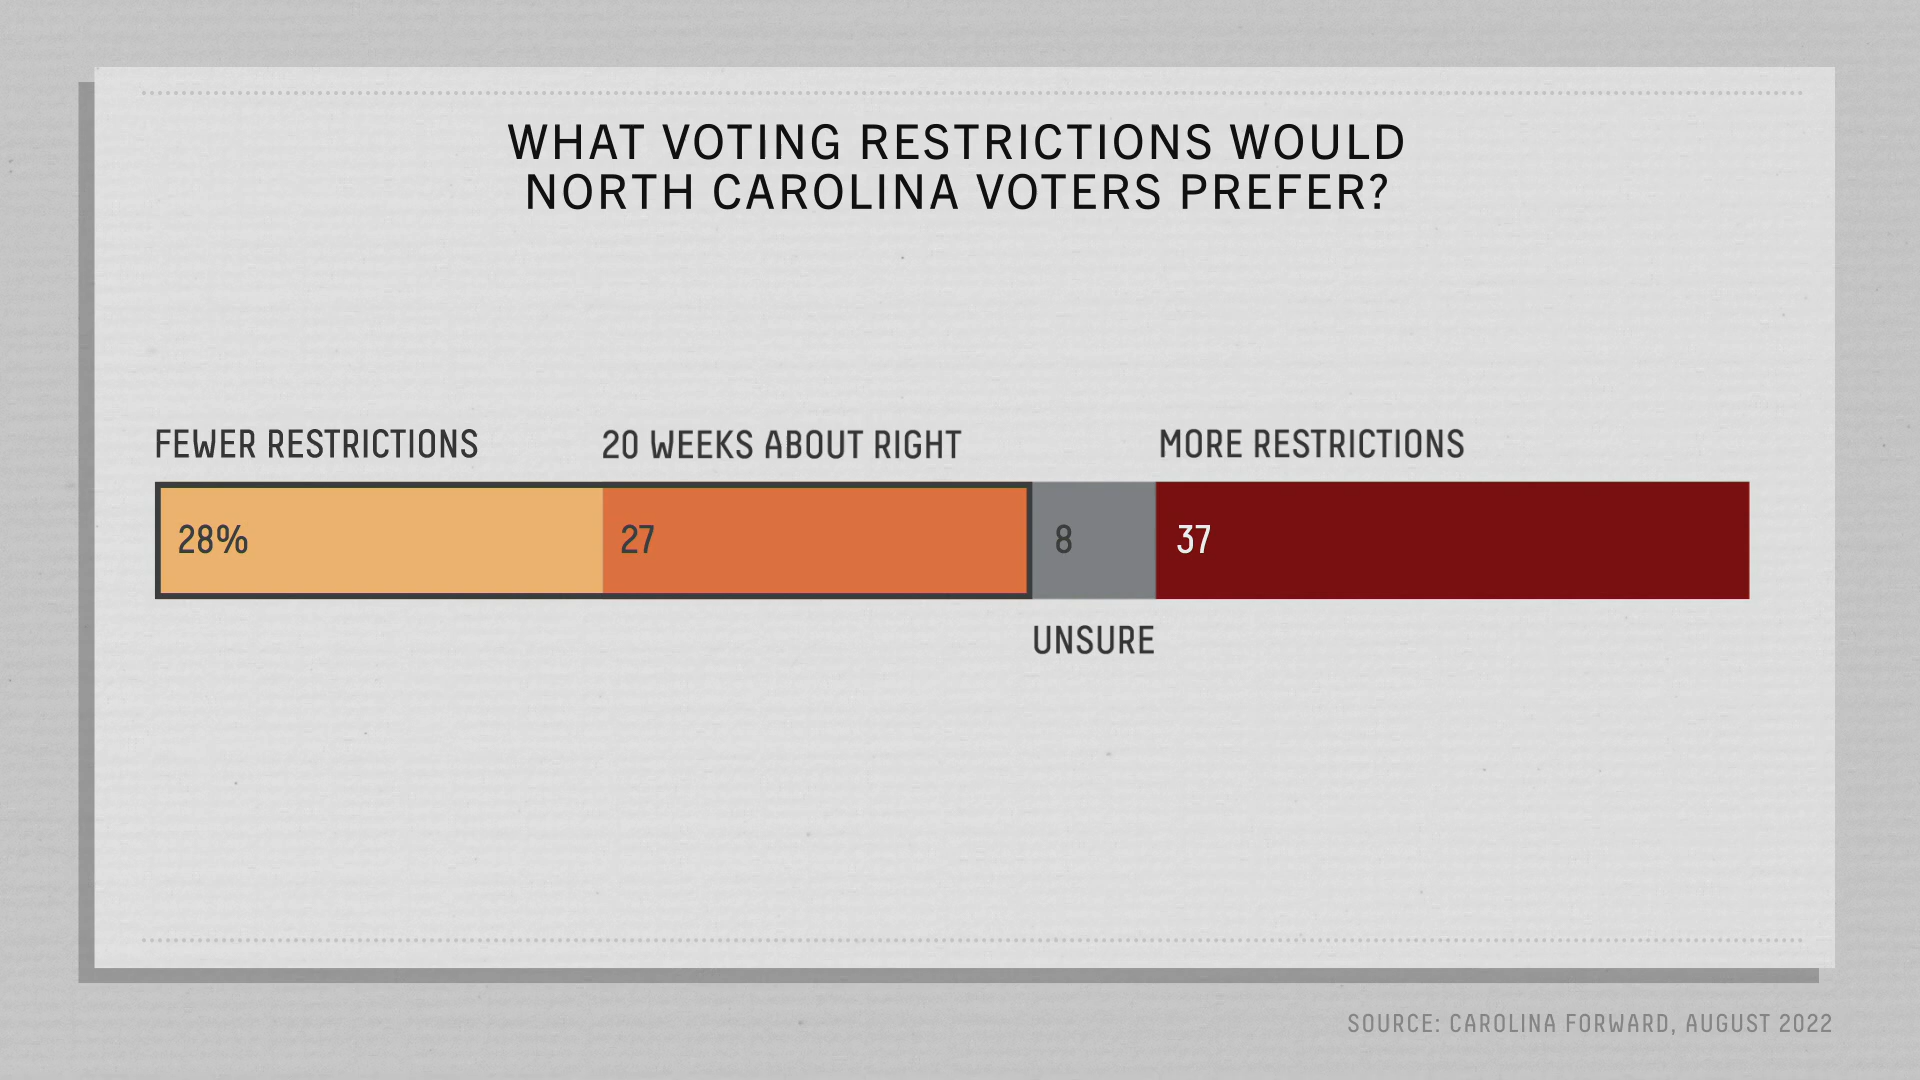 WHAT VOTING RESTRICTIONS WOULD
NORTH CAROLINA VOTERS PREFER?
FEWER RESTRICTIONS
20 WEEKS ABOUT RIGHT
MORE RESTRICTIONS
28%
27
8
37
UNSURE
SOURCE: CAROLINA FORWARD, AUGUST 2022